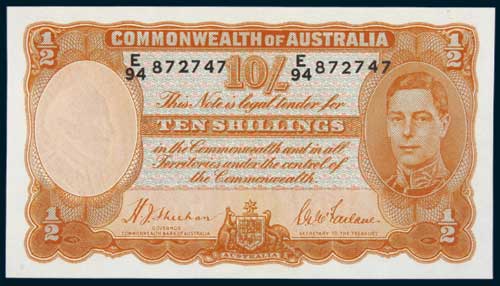 COMMONWEALTH OF AUSTRALIA
1/2 1/2
E/94 872747 E/94 872747
10/-
This Note is legal tender for
TEN SHILLINGS
in the Commonwealth and in all
Territories under the control of
the Commonwealth.
H.J. Sheehan
GOVERNOR
COMMONWEALTH BANK OF AUSTRALIA
SECRETARY TO THE TREASURY
1/2 1/2
AUSTRALIA